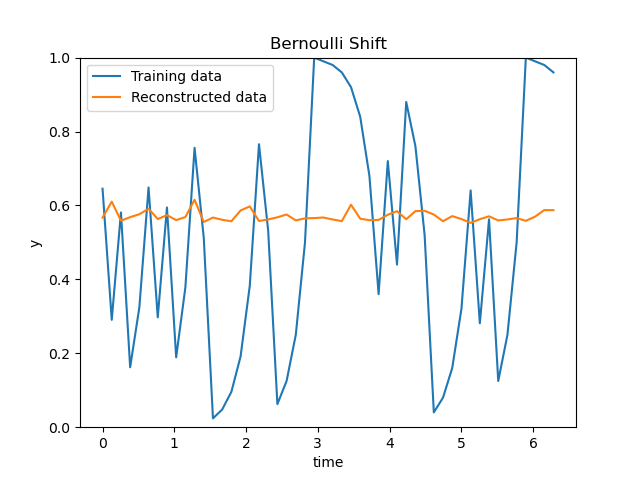 Bernoulli Shift
Training data
Reconstructed data
y
1.0
0.8
0.6
0.4
0.2
0.0
0 1 2 3 4 5 6
time